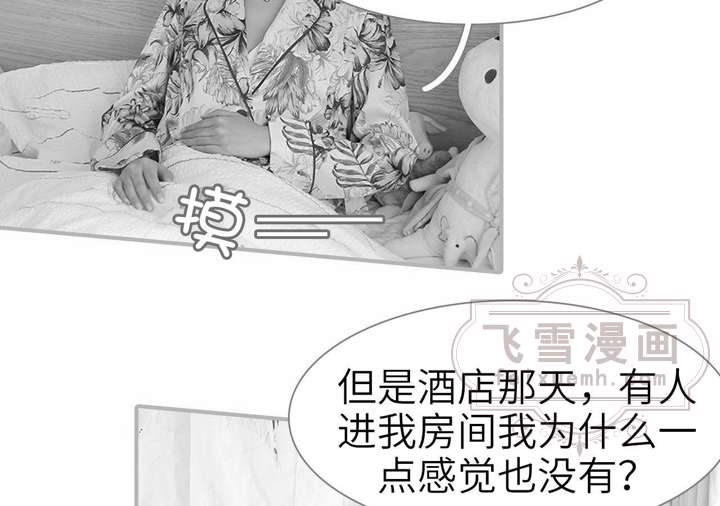 摸
飞雪漫画
但是酒店那天，有人
进我房间我为什么一
点感觉也没有？